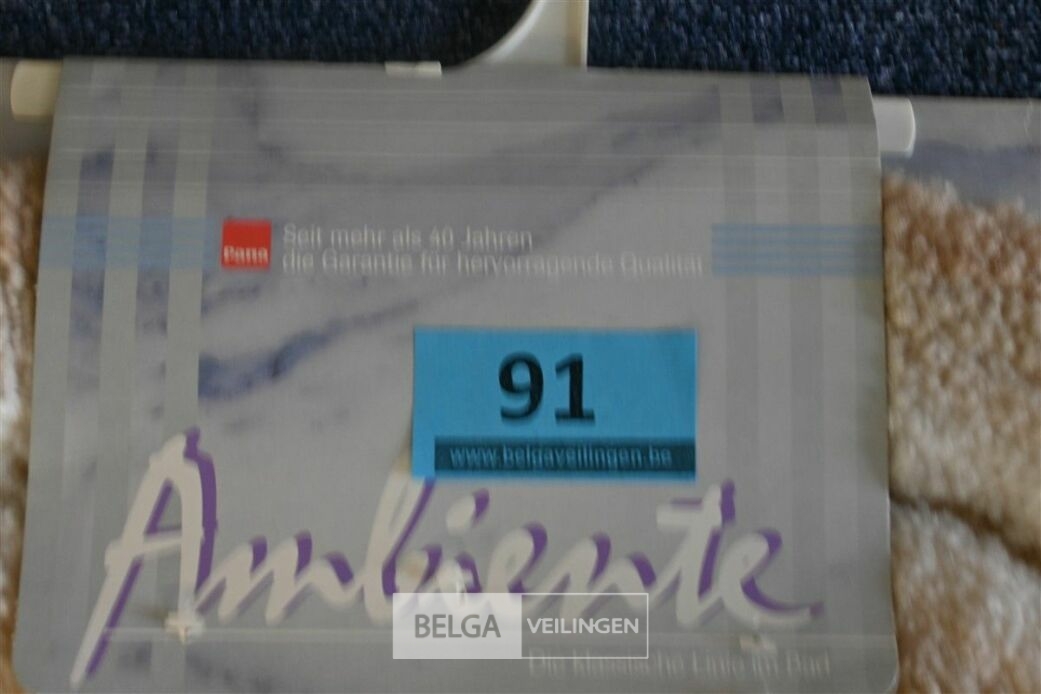 Pana
Seit mehr als 40 Jahren
die Garantie für hervorragende Qualität
91
www.belgaveilingen.be
Ambiente
BELGA VEILINGEN
Die klassische Linie im Bad